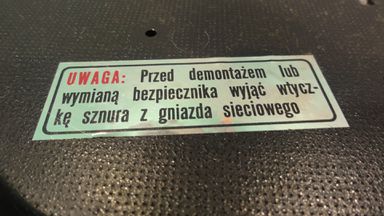 UWAGA: Przed demontażem lub
wymianą bezpiecznika wyjąć wtycz-
kę sznura z gniazda sieciowego